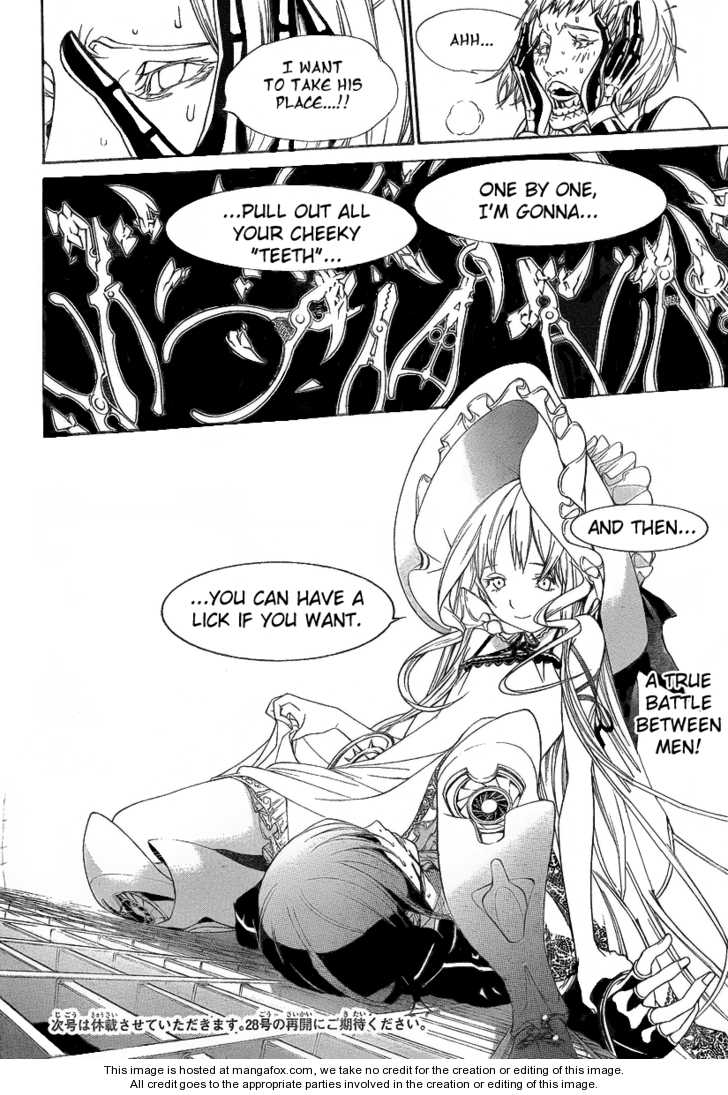 AHH...
I WANT
TO TAKE HIS
PLACE...!!
ONE BY ONE,
I'M GONNA...
...PULL OUT ALL
YOUR CHEEKY
"TEETH"...
AND THEN...
...YOU CAN HAVE A
LICK IF YOU WANT.
A TRUE
BATTLE
BETWEEN
MEN!
次号は休載させていただきます。28号の再開にご期待ください。
This image is hosted at mangafox.com, we take no credit for the creation or editing of this image.
All credit goes to the appropriate parties involved in the creation or editing of this image.